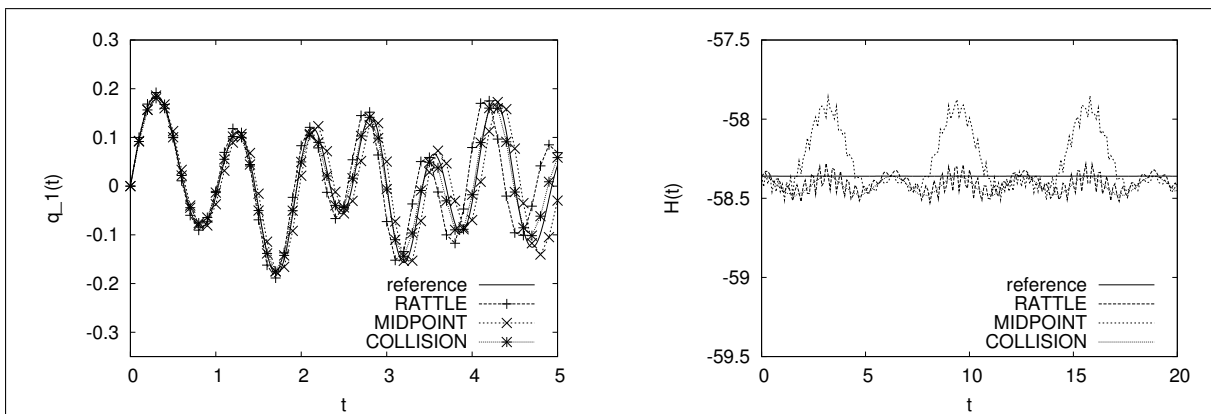 0.3
0.2
0.1
0
-0.1
-0.2
-0.3
q_1(t)
0 1 2 3 4 5
t
reference
RATTLE
MIDPOINT
COLLISION
-57.5
-58
-58.5
-59
-59.5
H(t)
0 5 10 15 20
t
reference
RATTLE
MIDPOINT
COLLISION